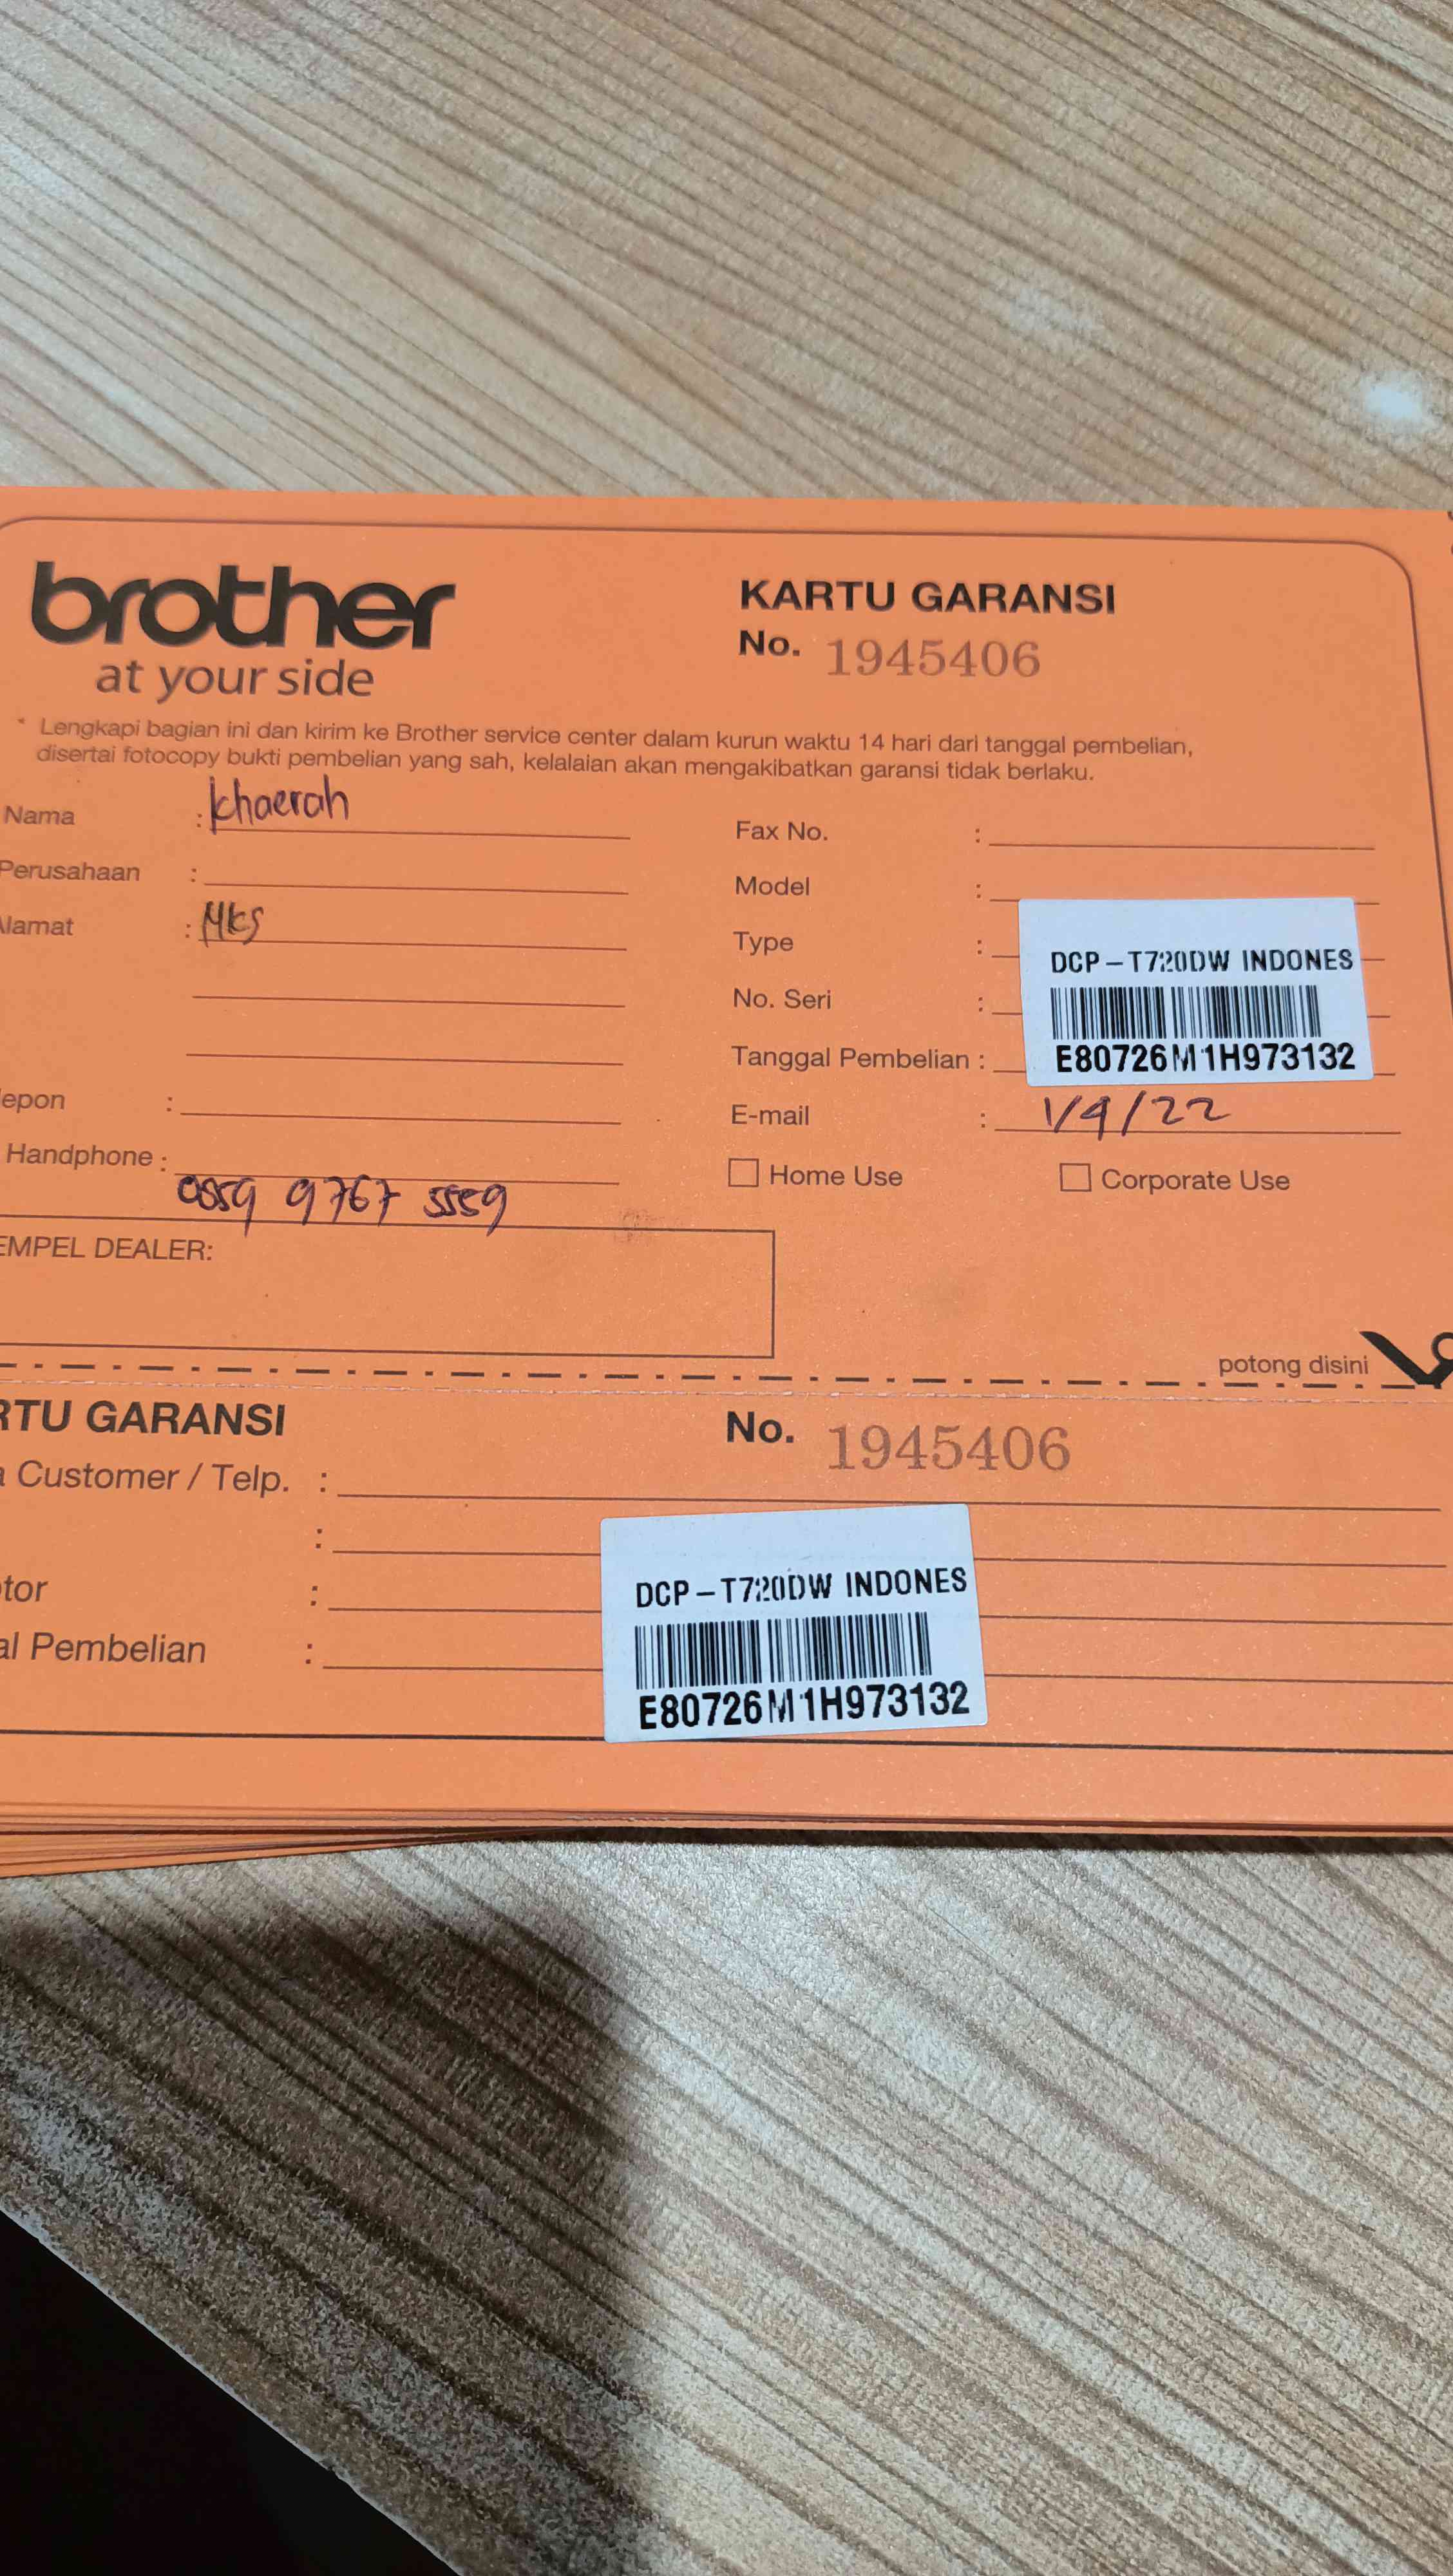 brother
at your side
KARTU GARANSI
No. 1945406
* Lengkapi bagian ini dan kirim ke Brother service center dalam kurun waktu 14 hari dari tanggal pembelian,
disertai fotocopy bukti pembelian yang sah, kelalaian akan mengakibatkan garansi tidak berlaku.
Nama : Khaerah
Perusahaan :
lamat : Mks
epon :
Handphone : 0859 9767 5559
Fax No. :
Model :
Type :
No. Seri :
Tanggal Pembelian :
DCP-T720DW INDONES
E80726M1H973132
E-mail : 1/9/22
Home Use
Corporate Use
EMPEL DEALER:
potong disini
RTU GARANSI
No. 1945406
a Customer / Telp. :
:
tor :
al Pembelian :
DCP-T720DW INDONES
E80726M1H973132